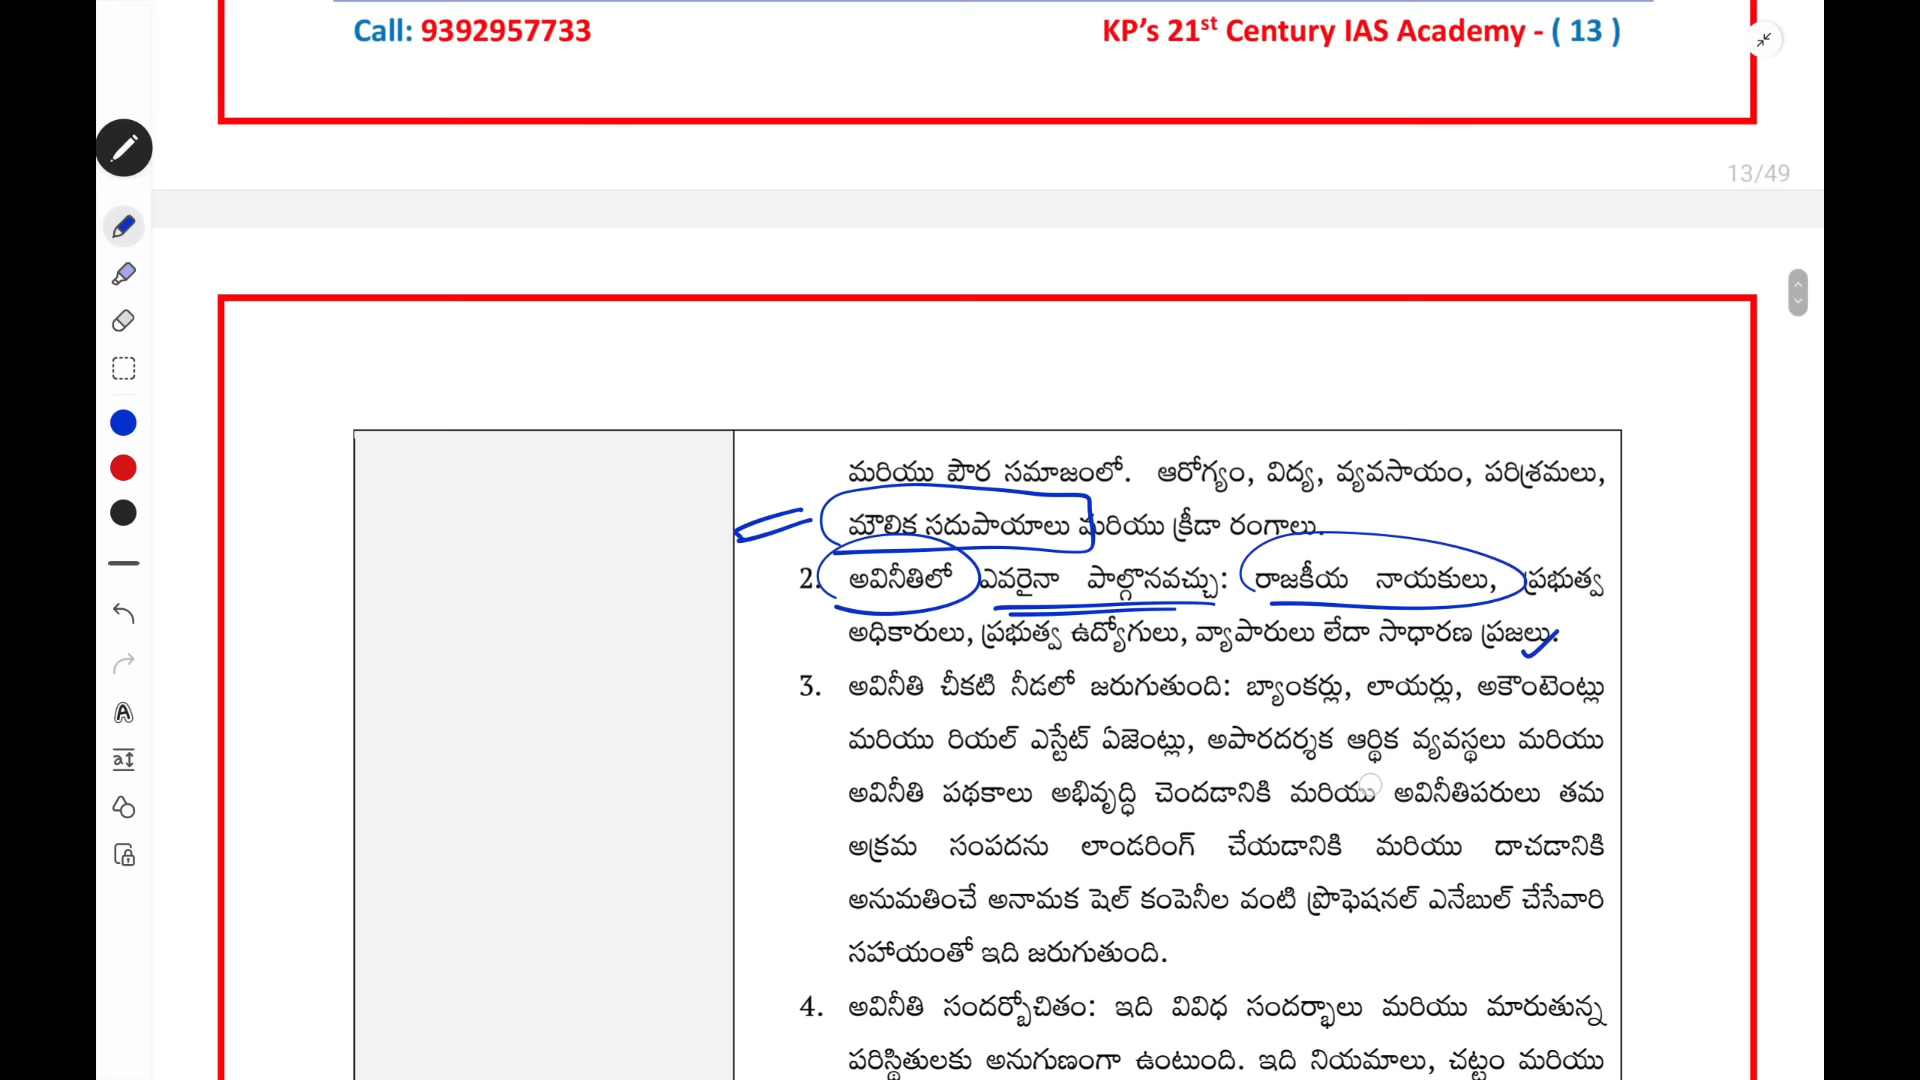 Call: 9392957733 KP's 21st Century IAS Academy - ( 13 )
13/49
మరియు పౌర సమాజంలో. ఆరోగ్యం, విద్య, వ్యవసాయం, పరిశ్రమలు,
మౌలిక సదుపాయాలు మరియు క్రీడా రంగాలు.
2. అవినీతిలో ఎవరైనా పాల్గొనవచ్చు: రాజకీయ నాయకులు, ప్రభుత్వ
అధికారులు, ప్రభుత్వ ఉద్యోగులు, వ్యాపారులు లేదా సాధారణ ప్రజలు.
3. అవినీతి చీకటి నీడలో జరుగుతుంది: బ్యాంకర్లు, లాయర్లు, అకౌంటెంట్లు
మరియు రియల్ ఎస్టేట్ ఏజెంట్లు, అపారదర్శక ఆర్థిక వ్యవస్థలు మరియు
అవినీతి పథకాలు అభివృద్ధి చెందడానికి మరియు అవినీతిపరులు తమ
అక్రమ సంపదను లాండరింగ్ చేయడానికి మరియు దాచడానికి
అనుమతించే అనామక షెల్ కంపెనీల వంటి ప్రొఫెషనల్ ఎనేబుల్ చేసేవారి
సహాయంతో ఇది జరుగుతుంది.
4. అవినీతి సందర్భోచితం: ఇది వివిధ సందర్భాలు మరియు మారుతున్న
పరిస్థితులకు అనుగుణంగా ఉంటుంది. ఇది నియమాలు, చట్టం మరియు